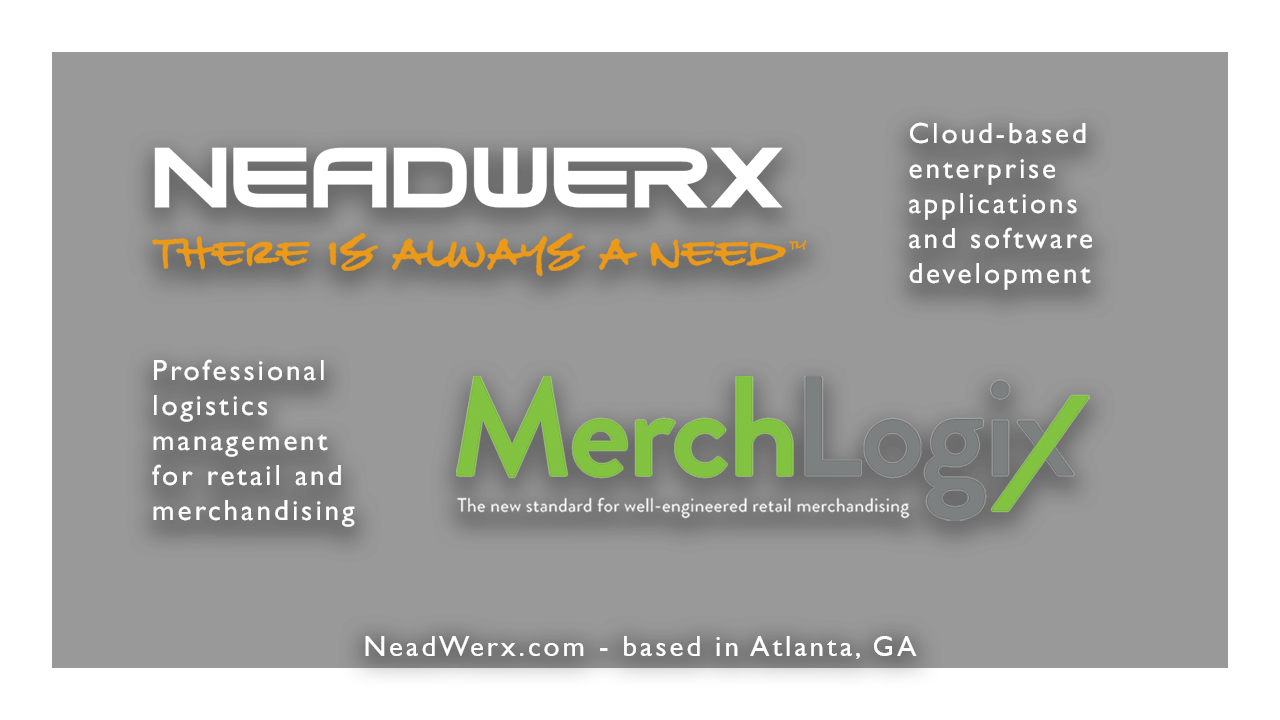 NEADWERX
THERE IS ALWAYS A NEED™
Cloud-based
enterprise
applications
and software
development
Professional
logistics
management
for retail and
merchandising
MerchLogix
The new standard for well-engineered retail merchandising
NeadWerx.com - based in Atlanta, GA